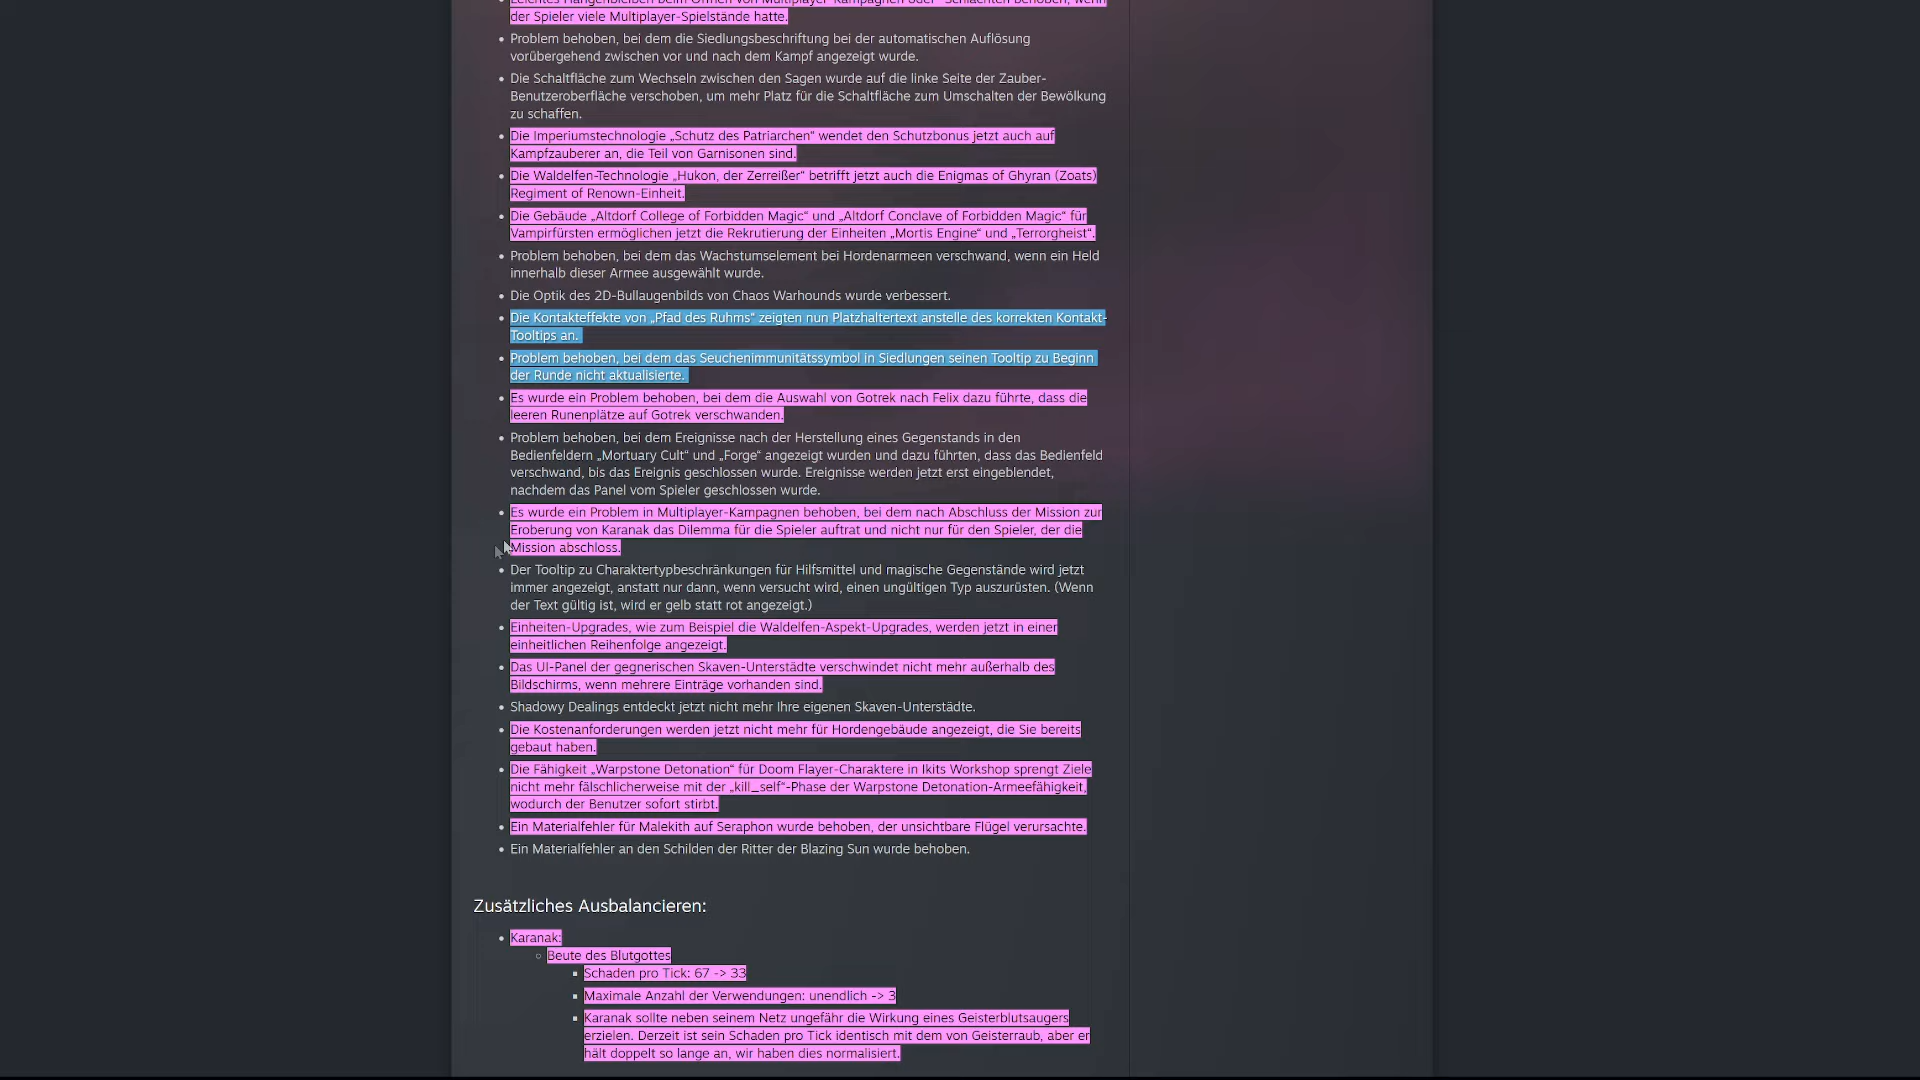 Leichtes Hängenbleiben beim Öffnen von Multiplayer-Kampagnen oder -Schlachten behoben, wenn
der Spieler viele Multiplayer-Spielstände hatte.
Problem behoben, bei dem die Siedlungsbeschriftung bei der automatischen Auflösung
vorübergehend zwischen vor und nach dem Kampf angezeigt wurde.
Die Schaltfläche zum Wechseln zwischen den Sagen wurde auf die linke Seite der Zauber-
Benutzeroberfläche verschoben, um mehr Platz für die Schaltfläche zum Umschalten der Bewölkung
zu schaffen.
Die Imperiumstechnologie „Schutz des Patriarchen“ wendet den Schutzbonus jetzt auch auf
Kampfzauberer an, die Teil von Garnisonen sind.
Die Waldelfen-Technologie „Hukon, der Zerreißer“ betrifft jetzt auch die Enigmas of Ghyran (Zoats)
Regiment of Renown-Einheit.
Die Gebäude „Altdorf College of Forbidden Magic“ und „Altdorf Conclave of Forbidden Magic“ für
Vampirfürsten ermöglichen jetzt die Rekrutierung der Einheiten „Mortis Engine“ und „Terrorgheist“.
Problem behoben, bei dem das Wachstumselement bei Hordenarmeen verschwand, wenn ein Held
innerhalb dieser Armee ausgewählt wurde.
Die Optik des 2D-Bullaugenbilds von Chaos Warhounds wurde verbessert.
Die Kontakteffekte von „Pfad des Ruhms“ zeigten nun Platzhaltertext anstelle des korrekten Kontakt-
Tooltips an.
Problem behoben, bei dem das Seuchenimmunitätssymbol in Siedlungen seinen Tooltip zu Beginn
der Runde nicht aktualisierte.
Es wurde ein Problem behoben, bei dem die Auswahl von Gotrek nach Felix dazu führte, dass die
leeren Runenplätze auf Gotrek verschwanden.
Problem behoben, bei dem Ereignisse nach der Herstellung eines Gegenstands in den
Bedienfeldern „Mortuary Cult“ und „Forge“ angezeigt wurden und dazu führten, dass das Bedienfeld
verschwand, bis das Ereignis geschlossen wurde. Ereignisse werden jetzt erst eingeblendet,
nachdem das Panel vom Spieler geschlossen wurde.
Es wurde ein Problem in Multiplayer-Kampagnen behoben, bei dem nach Abschluss der Mission zur
Eroberung von Karanak das Dilemma für die Spieler auftrat und nicht nur für den Spieler, der die
Mission abschloss.
Der Tooltip zu Charaktertypbeschränkungen für Hilfsmittel und magische Gegenstände wird jetzt
immer angezeigt, anstatt nur dann, wenn versucht wird, einen ungültigen Typ auszurüsten. (Wenn
der Text gültig ist, wird er gelb statt rot angezeigt.)
Einheiten-Upgrades, wie zum Beispiel die Waldelfen-Aspekt-Upgrades, werden jetzt in einer
einheitlichen Reihenfolge angezeigt.
Das UI-Panel der gegnerischen Skaven-Unterstädte verschwindet nicht mehr außerhalb des
Bildschirms, wenn mehrere Einträge vorhanden sind.
Shadowy Dealings entdeckt jetzt nicht mehr Ihre eigenen Skaven-Unterstädte.
Die Kostenanforderungen werden jetzt nicht mehr für Hordengebäude angezeigt, die Sie bereits
gebaut haben.
Die Fähigkeit „Warpstone Detonation“ für Doom Flayer-Charaktere in Ikits Workshop sprengt Ziele
nicht mehr fälschlicherweise mit der „kill_self“-Phase der Warpstone Detonation-Armeefähigkeit,
wodurch der Benutzer sofort stirbt.
Ein Materialfehler für Malekith auf Seraphon wurde behoben, der unsichtbare Flügel verursachte.
Ein Materialfehler an den Schilden der Ritter der Blazing Sun wurde behoben.
Zusätzliches Ausbalancieren:
Karanak:
Beute des Blutgottes
Schaden pro Tick: 67 -> 33
Maximale Anzahl der Verwendungen: unendlich -> 3
Karanak sollte neben seinem Netz ungefähr die Wirkung eines Geisterblutsaugers
erzielen. Derzeit ist sein Schaden pro Tick identisch mit dem von Geisterraub, aber er
hält doppelt so lange an, wir haben dies normalisiert.